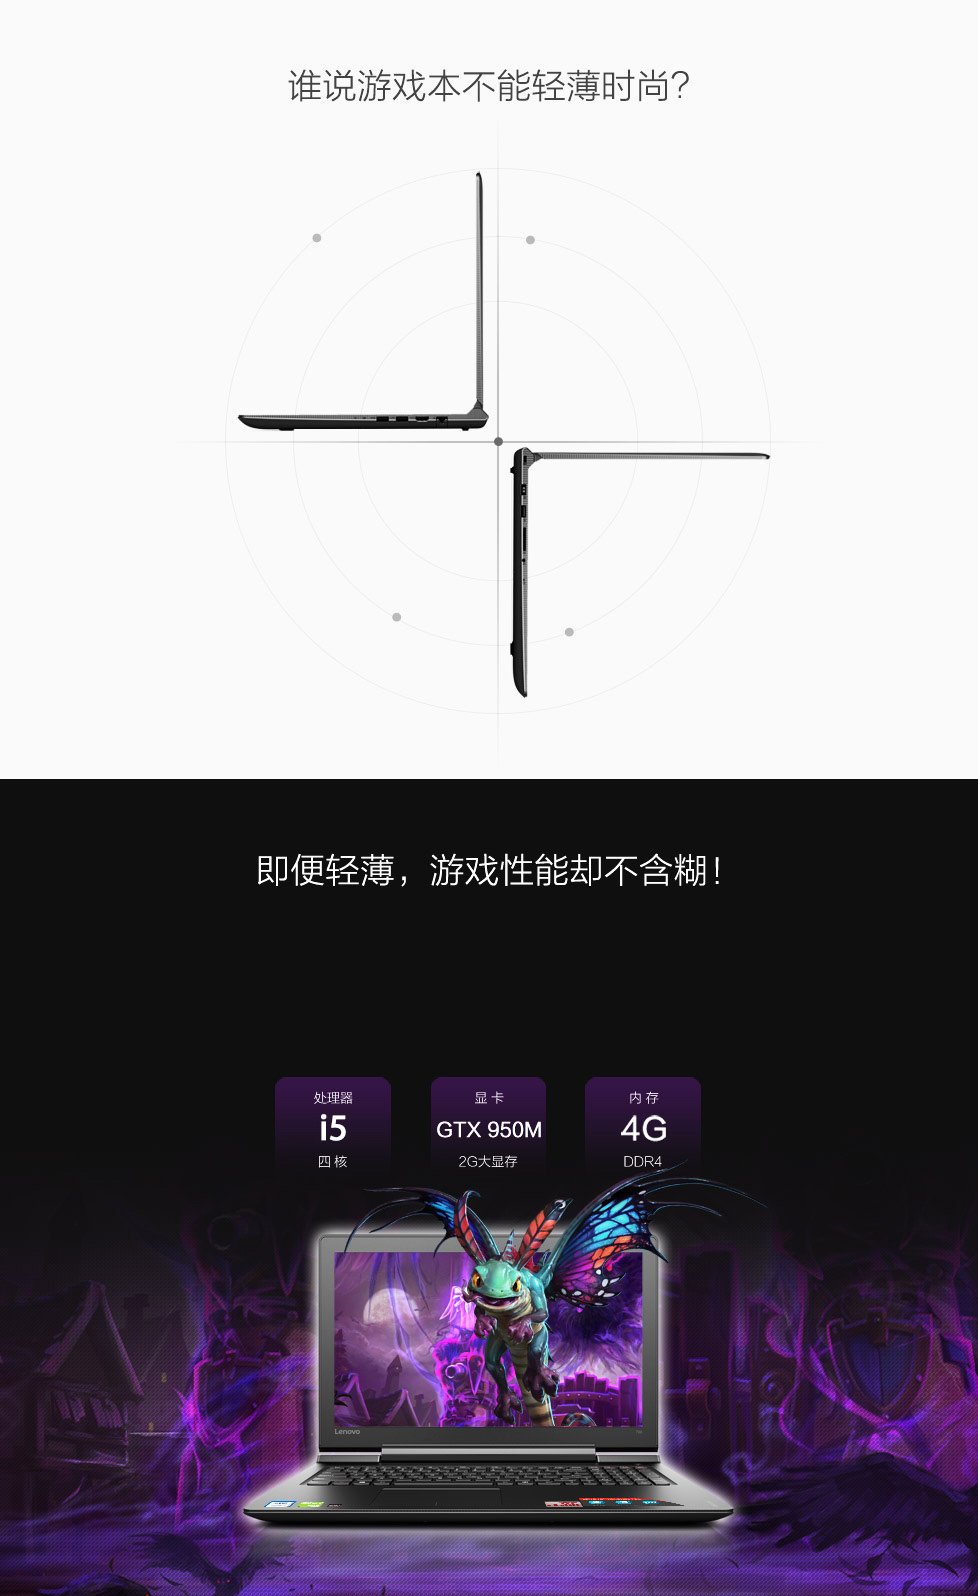 谁说游戏本不能轻薄时尚?
即便轻薄，游戏性能却不含糊!
处理器
i5
四核
显卡
GTX 950M
2G大显存
内存
4G
DDR4
Lenovo